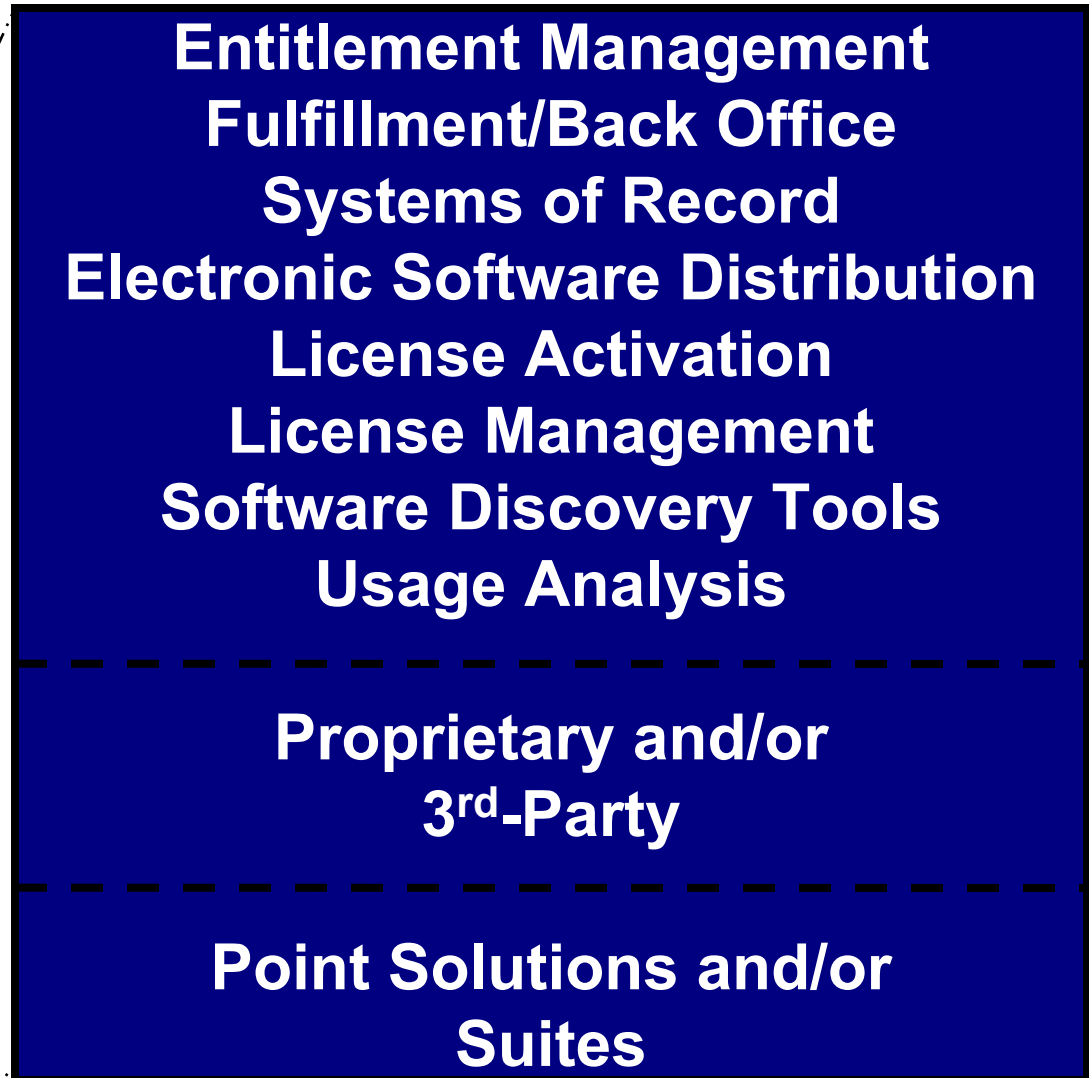 Entitlement Management
Fulfillment/Back Office
Systems of Record
Electronic Software Distribution
License Activation
License Management
Software Discovery Tools
Usage Analysis
Proprietary and/or
3rd-Party
Point Solutions and/or
Suites